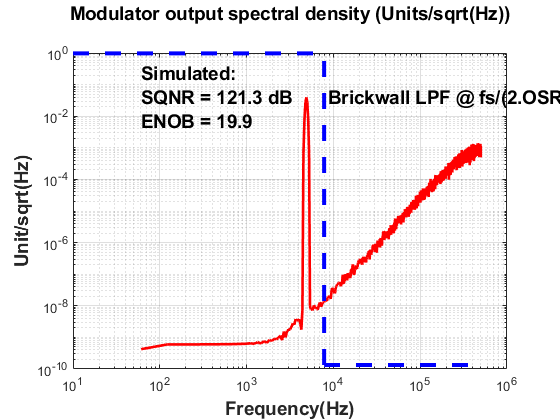 Modulator output spectral density (Units/sqrt(Hz))
10^0
Simulated:
SQNR = 121.3 dB
Brickwall LPF @ fs/(2.OSR
ENOB = 19.9
10^-2
10^-4
10^-6
10^-8
10^-10
Unit/sqrt(Hz)
10^1 10^2 10^3 10^4 10^5 10^6
Frequency(Hz)